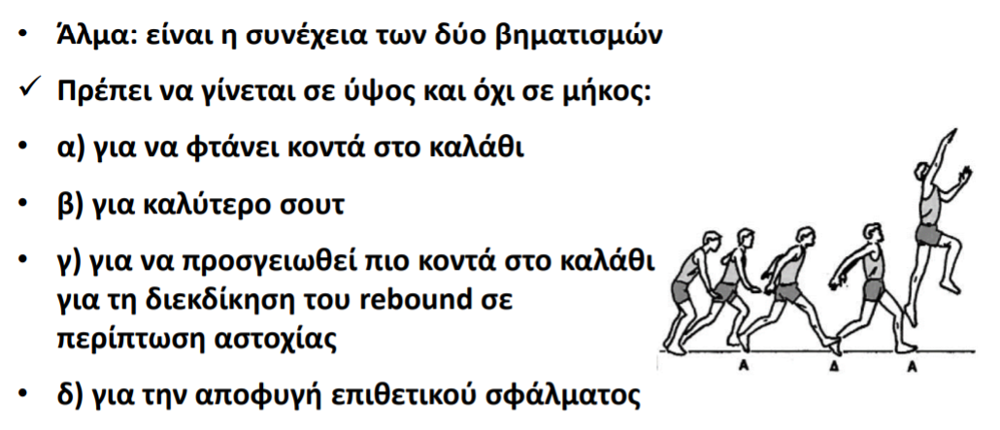 • Άλμα: είναι η συνέχεια των δύο βηματισμών
✓ Πρέπει να γίνεται σε ύψος και όχι σε μήκος:
• α) για να φτάνει κοντά στο καλάθι
• β) για καλύτερο σουτ
• γ) για να προσγειωθεί πιο κοντά στο καλάθι
για τη διεκδίκηση του rebound σε
περίπτωση αστοχίας
• δ) για την αποφυγή επιθετικού σφάλματος
Α Δ Α